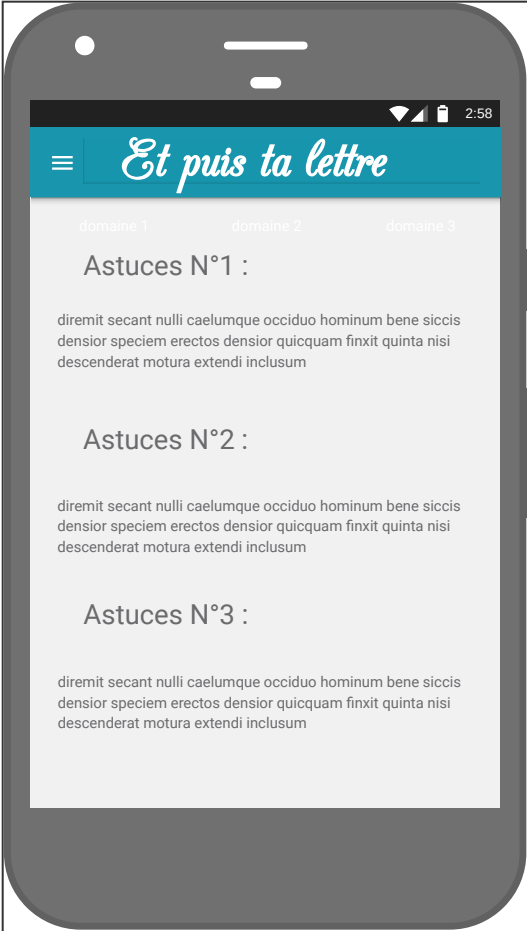 2:58
Et puis ta lettre
domaine 1 domaine 2 domaine 3
Astuces N°1 :
diremit secant nulli caelumque occiduo hominum bene siccis
densior speciem erectos densior quicquam finxit quinta nisi
descenderat motura extendi inclusum
Astuces N°2 :
diremit secant nulli caelumque occiduo hominum bene siccis
densior speciem erectos densior quicquam finxit quinta nisi
descenderat motura extendi inclusum
Astuces N°3 :
diremit secant nulli caelumque occiduo hominum bene siccis
densior speciem erectos densior quicquam finxit quinta nisi
descenderat motura extendi inclusum